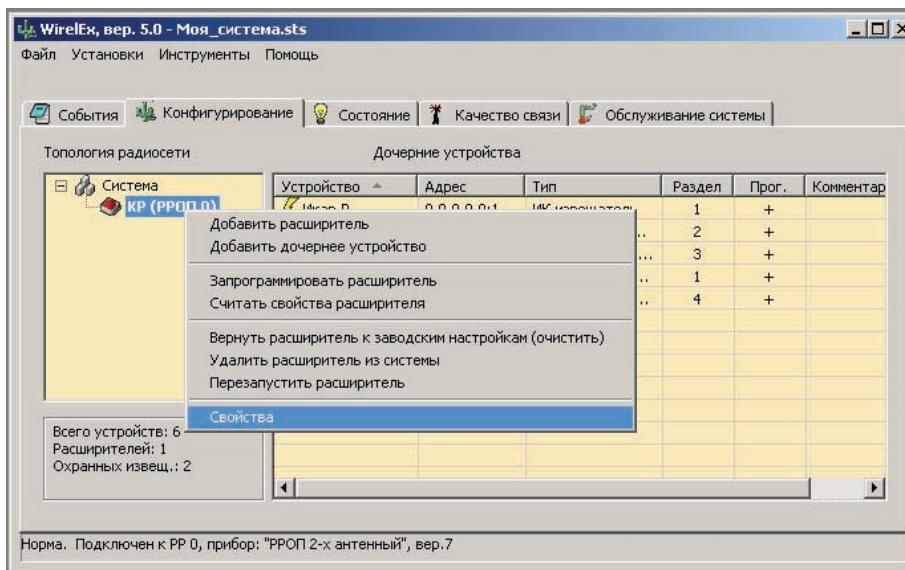 WirelEx, вер. 5.0 - Моя_система.sts
Файл Установки Инструменты Помощь
События Конфигурирование Состояние Качество связи Обслуживание системы
Топология радиосети Дочерние устройства
Система
КР (РРОП 0)
Устройство Адрес Тип Раздел Прог. Комментар
1 +
.. 2 +
... 3 +
.. 1 +
.. 4 +
Добавить расширитель
Добавить дочернее устройство
Запрограммировать расширитель
Считать свойства расширителя
Вернуть расширитель к заводским настройкам (очистить)
Удалить расширитель из системы
Перезапустить расширитель
Свойства
Всего устройств: 6
Расширителей: 1
Охранных извещ.: 2
Норма. Подключен к РР 0, прибор: "РРОП 2-х антенный", вер.7